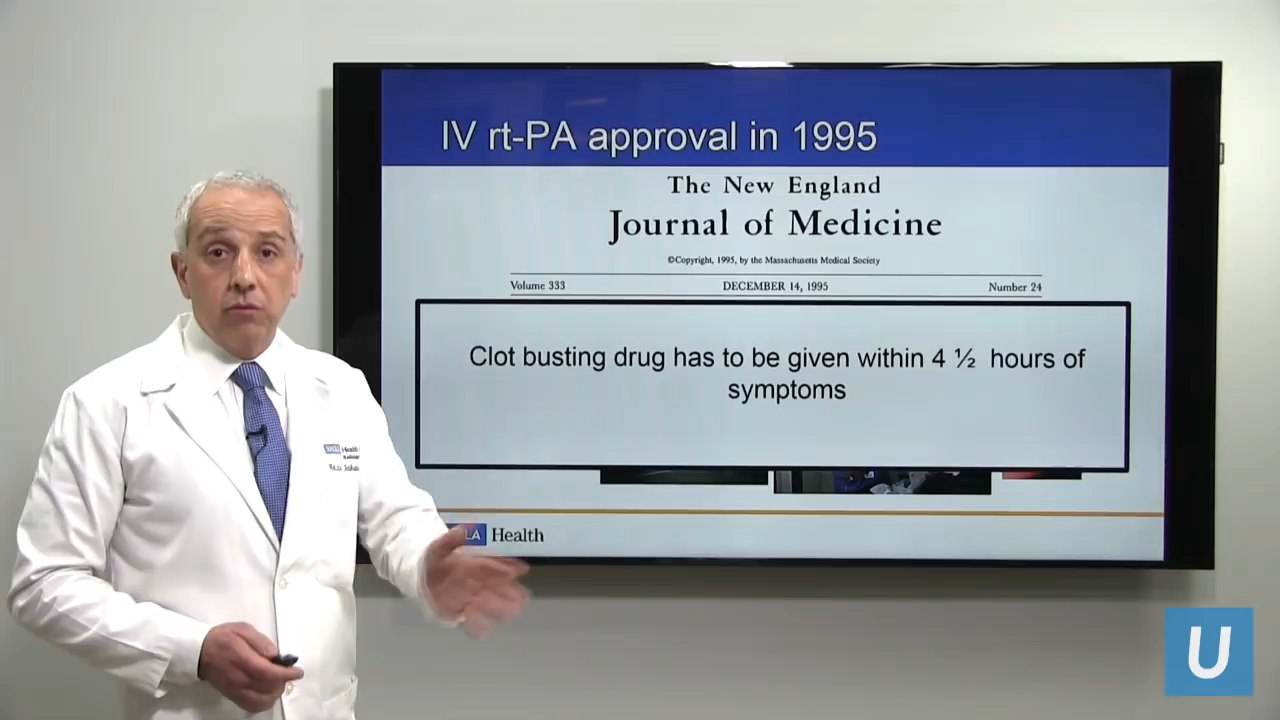 IV rt-PA approval in 1995
The New England
Journal of Medicine
©Copyright, 1995, by the Massachusetts Medical Society
Volume 333 DECEMBER 14, 1995 Number 24
Clot busting drug has to be given within 4 ½ hours of
symptoms
LA Health
Health
U